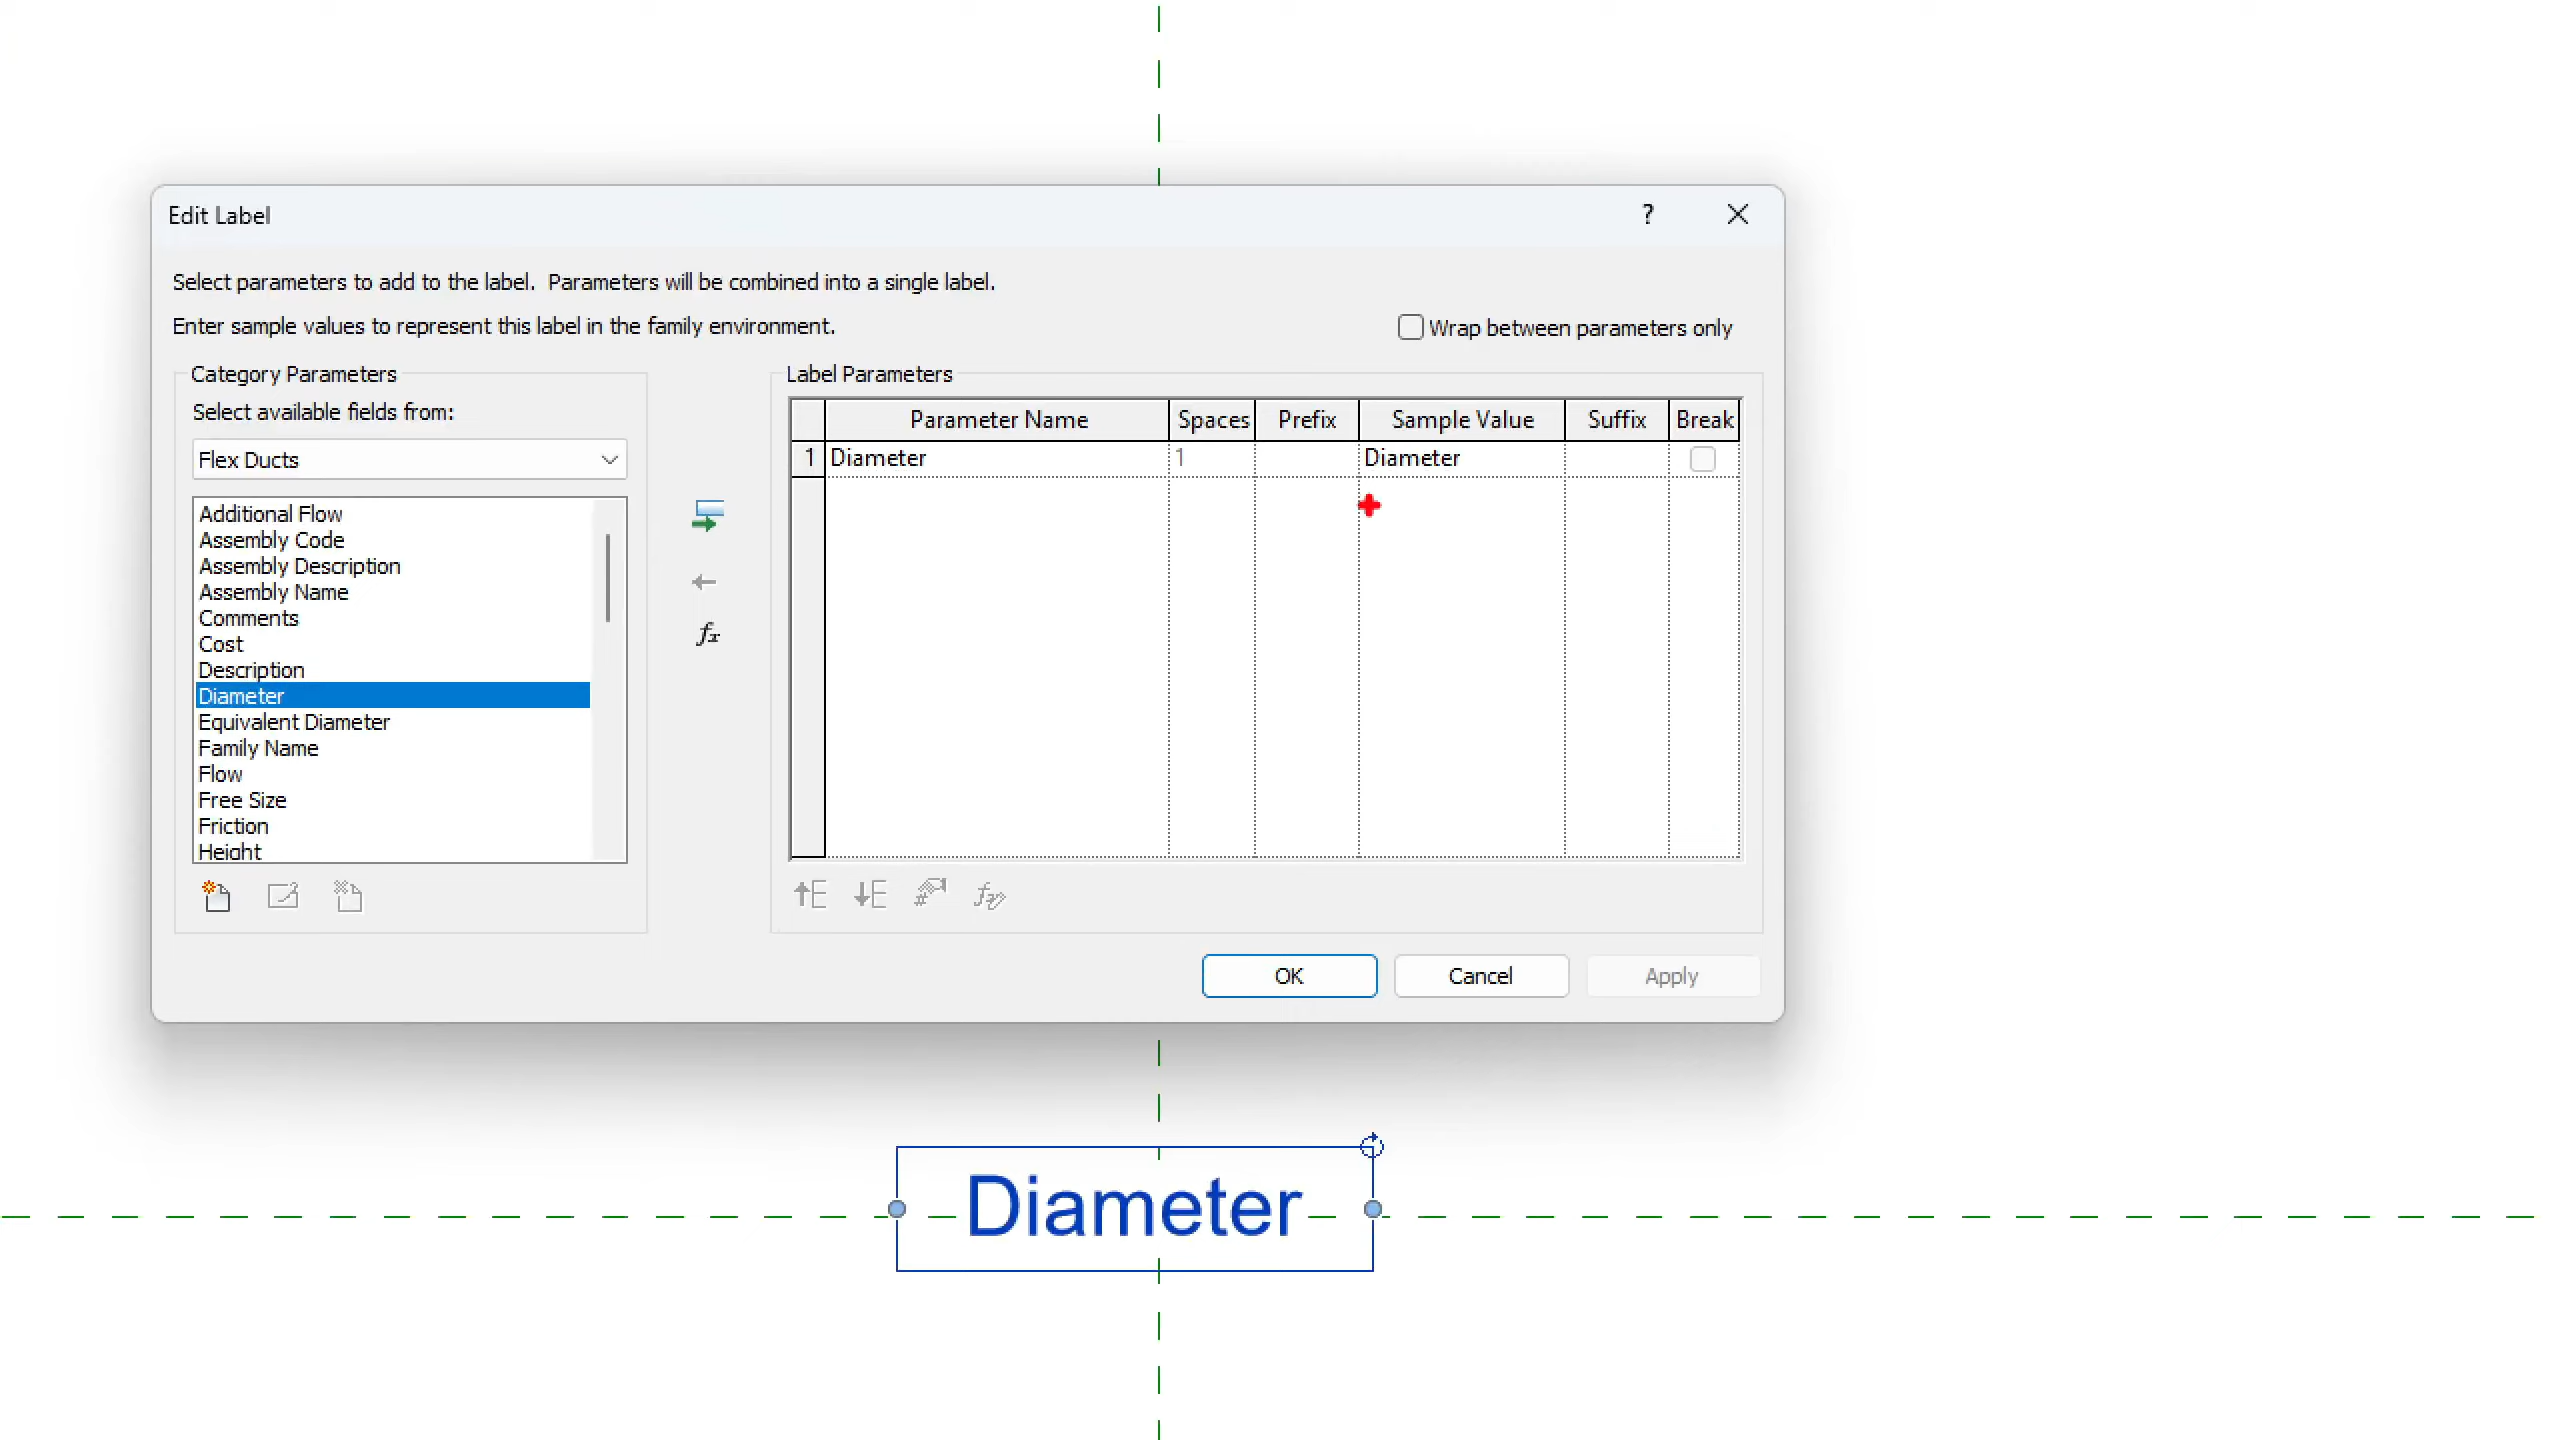 Edit Label
?
Select parameters to add to the label. Parameters will be combined into a single label.
Enter sample values to represent this label in the family environment.
Wrap between parameters only
Category Parameters
Select available fields from:
Flex Ducts
Additional Flow
Assembly Code
Assembly Description
Assembly Name
Comments
Cost
Description
Diameter
Equivalent Diameter
Family Name
Flow
Free Size
Friction
Height
fx
Label Parameters
Parameter Name Spaces Prefix Sample Value Suffix Break
1 Diameter 1 Diameter
OK Cancel Apply
Diameter